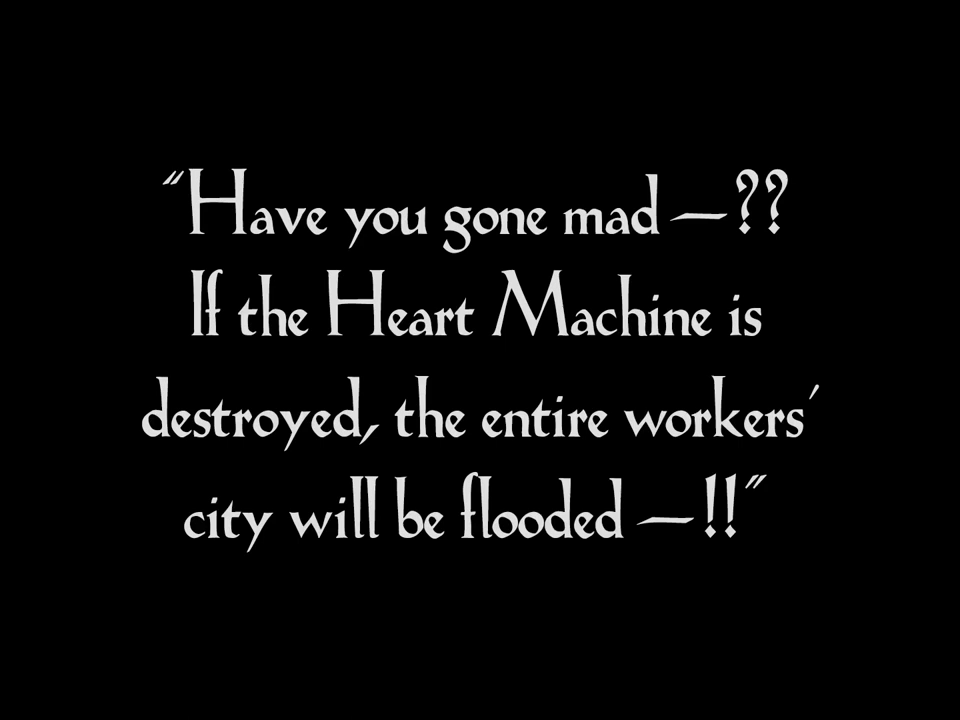 "Have you gone mad —??
If the Heart Machine is
destroyed, the entire workers'
city will be flooded —!!"